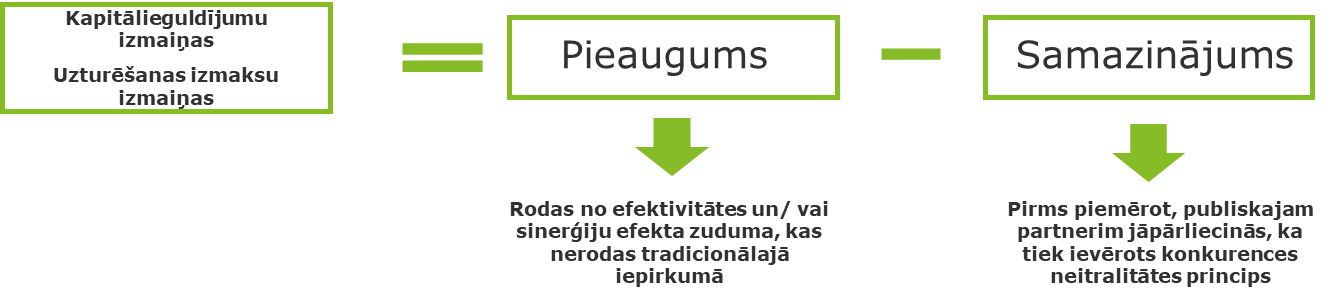 Kapitālieguldījumu
izmaiņas
Uzturēšanas izmaksu
izmaiņas
Pieaugums
Samazinājums
Rodas no efektivitātes un/ vai
sinerģiju efekta zuduma, kas
nerodas tradicionālajā
iepirkumā
Pirms piemērot, publiskajam
partnerim jāpārliecinās, ka
tiek ievērots konkurences
neitralitātes princips